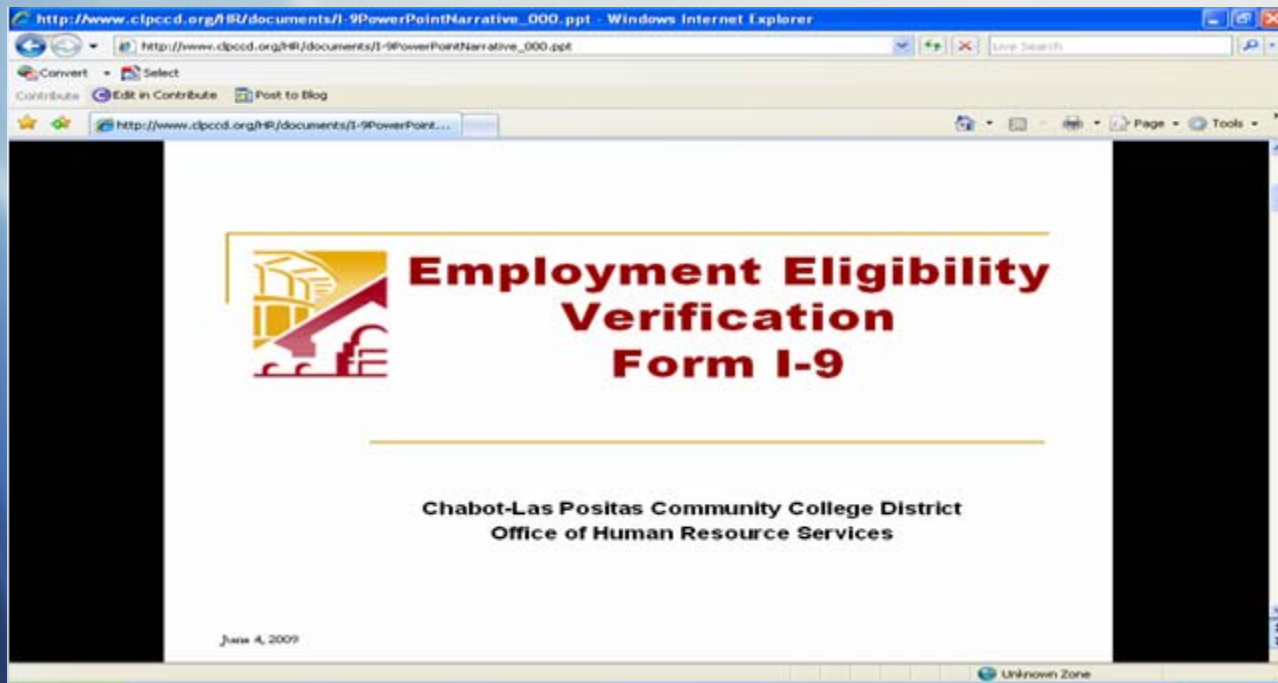 http://www.clpccd.org/HR/documents/I-9PowerPointNarrative_000.ppt - Windows Internet Explorer
http://www.clpccd.org/HR/documents/I-9PowerPointNarrative_000.ppt
Live Search
Convert
Select
Contribute
Edit in Contribute
Post to Blog
http://www.clpccd.org/HR/documents/I-9PowerPoint...
Page
Tools
Employment Eligibility
Verification
Form I-9
Chabot-Las Positas Community College District
Office of Human Resource Services
June 4, 2009
Unknown Zone